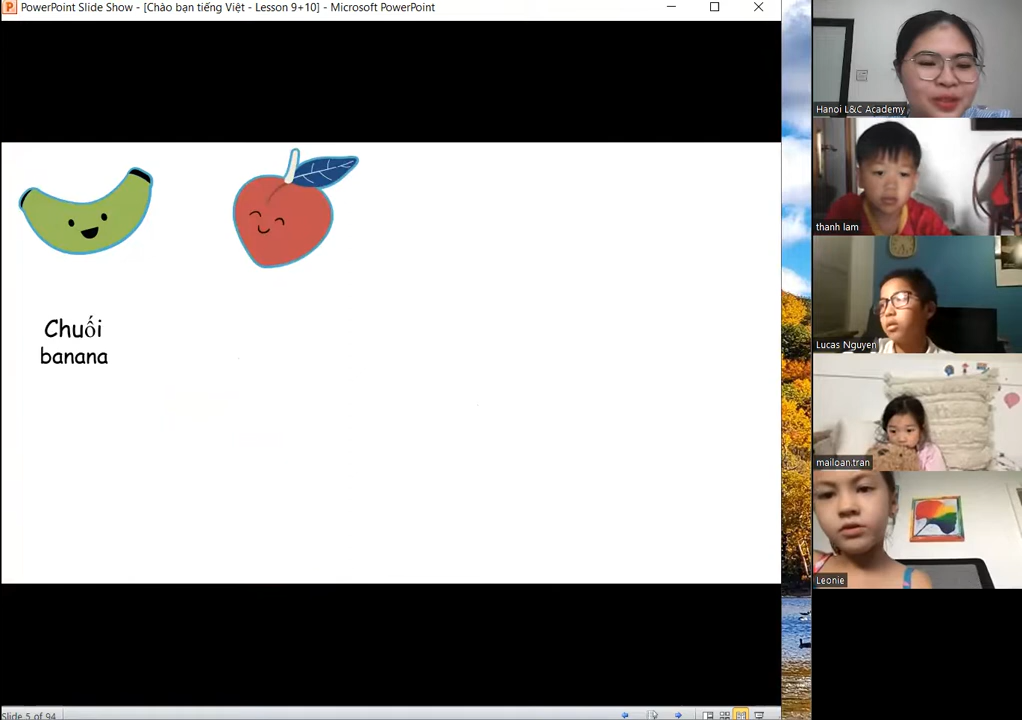 PowerPoint Slide Show - [Chào bạn tiếng Việt - Lesson 9+10] - Microsoft PowerPoint
Chuối
banana
Slide 5 of 94
Hanoi L&C Academy
thanh lam
Lucas Nguyen
mailoan.tran
Leonie